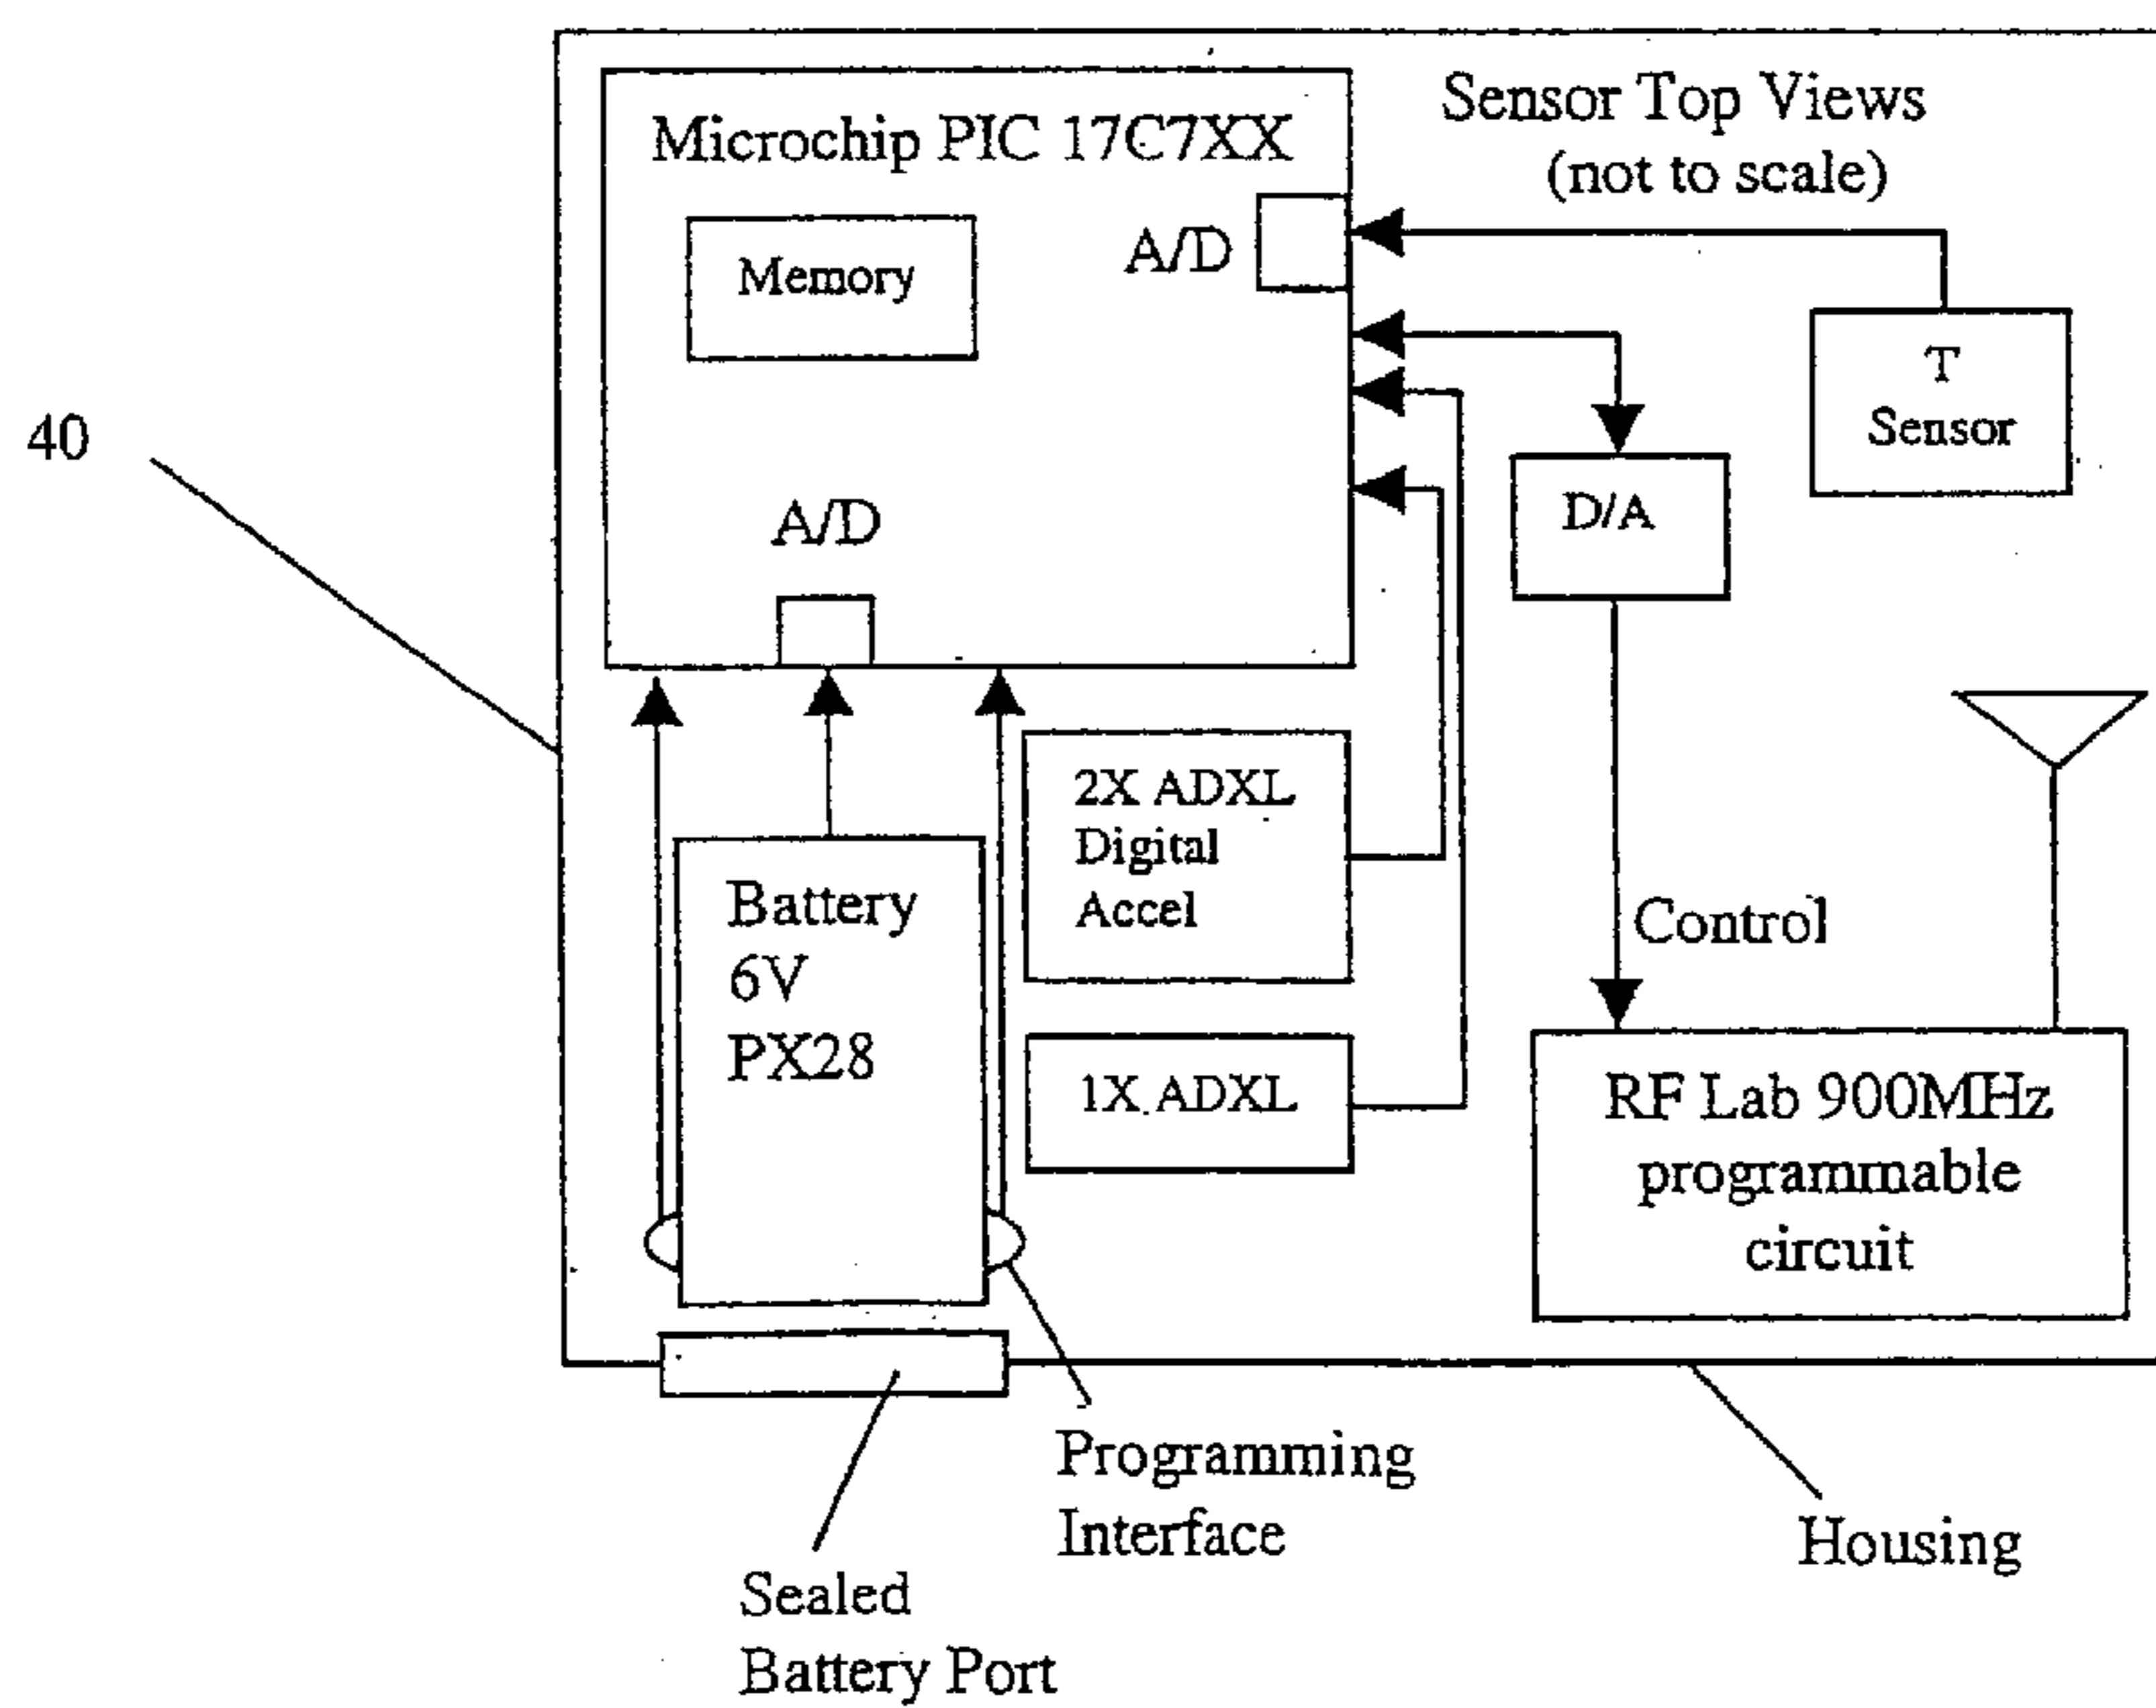 Sensor Top Views
(not to scale)
Microchip PIC 17C7XX
Memory
A/D
T
Sensor
40
A/D
D/A
2X ADXL
Digital
Accel
Battery
6V
PX28
Control
1X ADXL
RF Lab 900MHz
programmable
circuit
Programming
Interface
Housing
Sealed
Battery Port